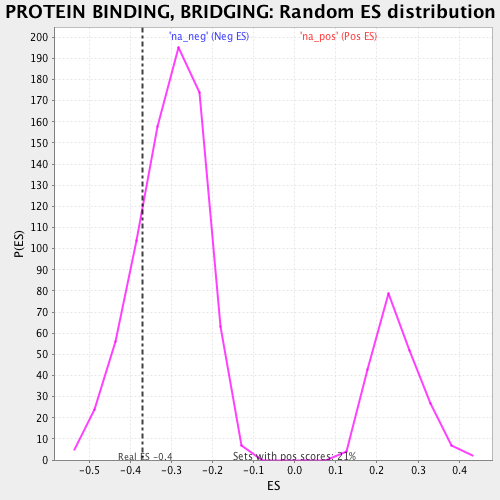 PROTEIN BINDING, BRIDGING: Random ES distribution
'na_neg' (Neg ES)
'na_pos' (Pos ES)
200
190
180
170
160
150
140
130
120
110
100
90
80
70
60
50
40
30
20
10
0
P(ES)
Real ES -0.4
Sets with pos scores: 21%
-0.5 -0.4 -0.3 -0.2 -0.1 0.0 0.1 0.2 0.3 0.4
ES